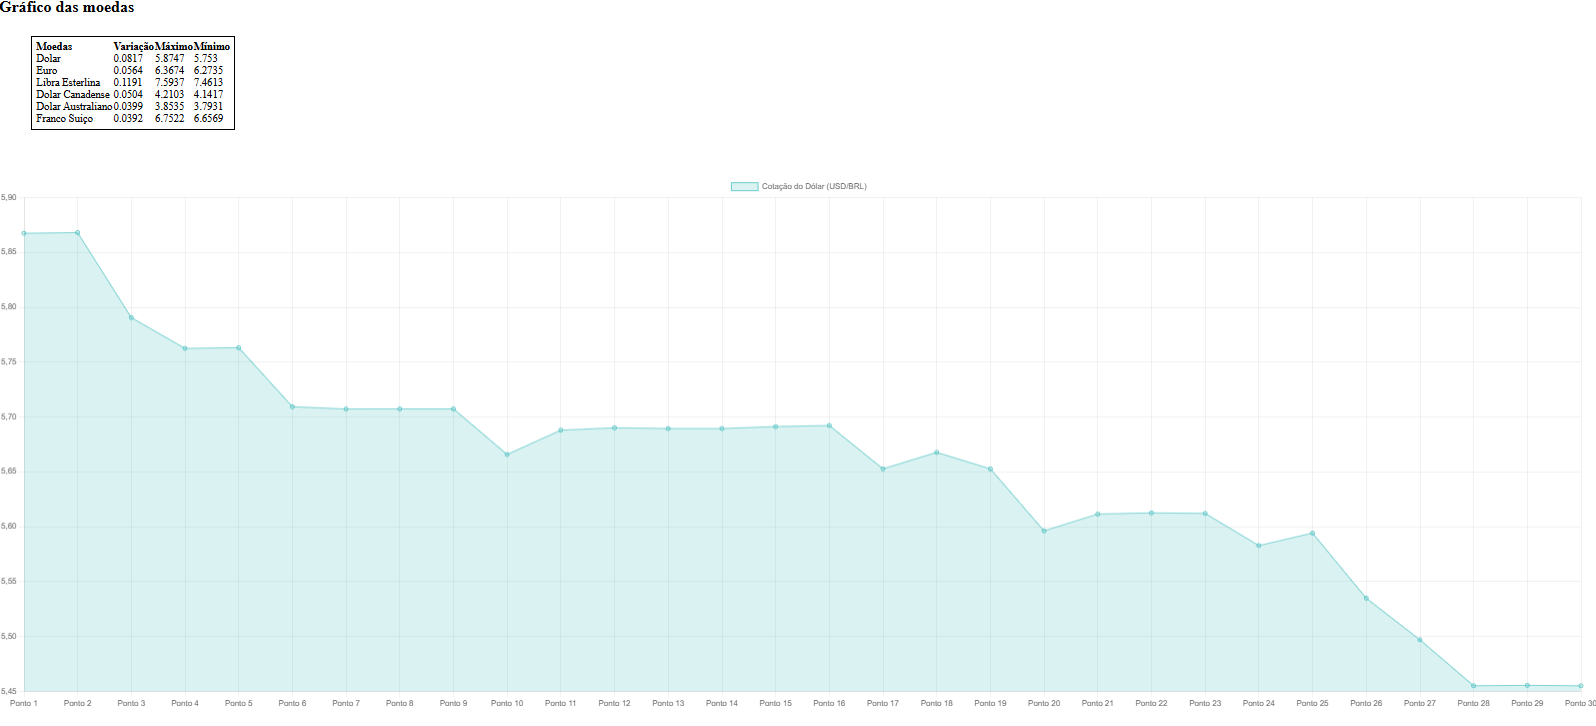 Gráfico das moedas
Moedas Variação Máximo Mínimo
Dolar 0.0817 5.8747 5.753
Euro 0.0564 6.3674 6.2735
Libra Esterlina 0.1191 7.5937 7.4613
Dolar Canadense 0.0504 4.2103 4.1417
Dolar Australiano 0.0399 3.8535 3.7931
Franco Suiço 0.0392 6.7522 6.6569
Cotação do Dólar (USD/BRL)
5,90
5,85
5,80
5,75
5,70
5,65
5,60
5,55
5,50
5,45
Ponto 1 Ponto 2 Ponto 3 Ponto 4 Ponto 5 Ponto 6 Ponto 7 Ponto 8 Ponto 9 Ponto 10 Ponto 11 Ponto 12 Ponto 13 Ponto 14 Ponto 15 Ponto 16 Ponto 17 Ponto 18 Ponto 19 Ponto 20 Ponto 21 Ponto 22 Ponto 23 Ponto 24 Ponto 25 Ponto 26 Ponto 27 Ponto 28 Ponto 29 Ponto 30